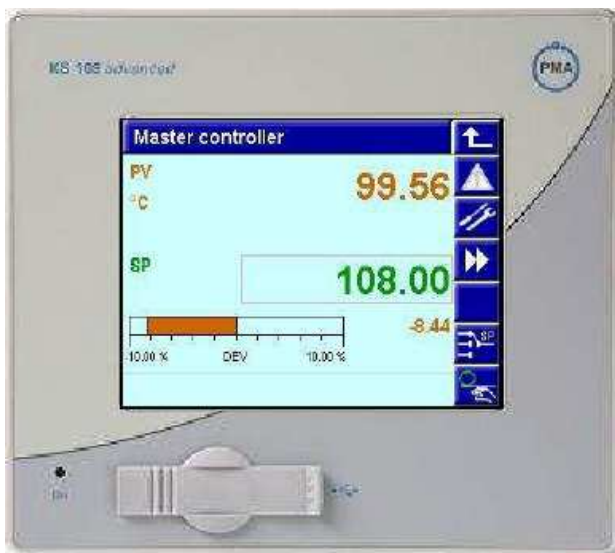 KS 108 advanced
PMA
Master controller
PV
99.56
°C
SP
108.00
-8.44
SP
-10.00 %
DEV
10.00 %